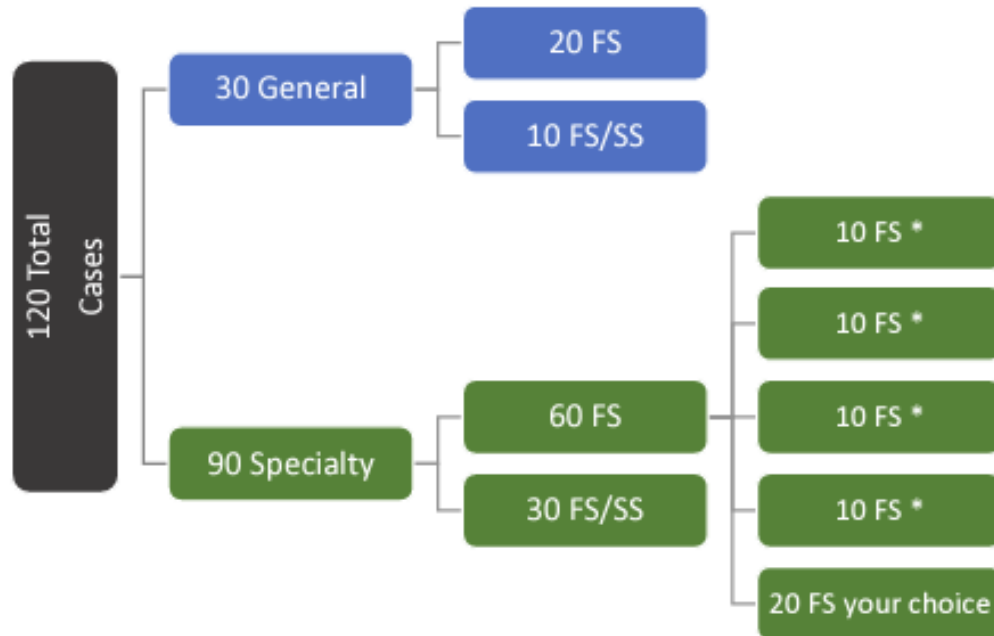 120 Total
Cases
30 General
20 FS
10 FS/SS
90 Specialty
60 FS
30 FS/SS
10 FS *
10 FS *
10 FS *
10 FS *
20 FS your choice